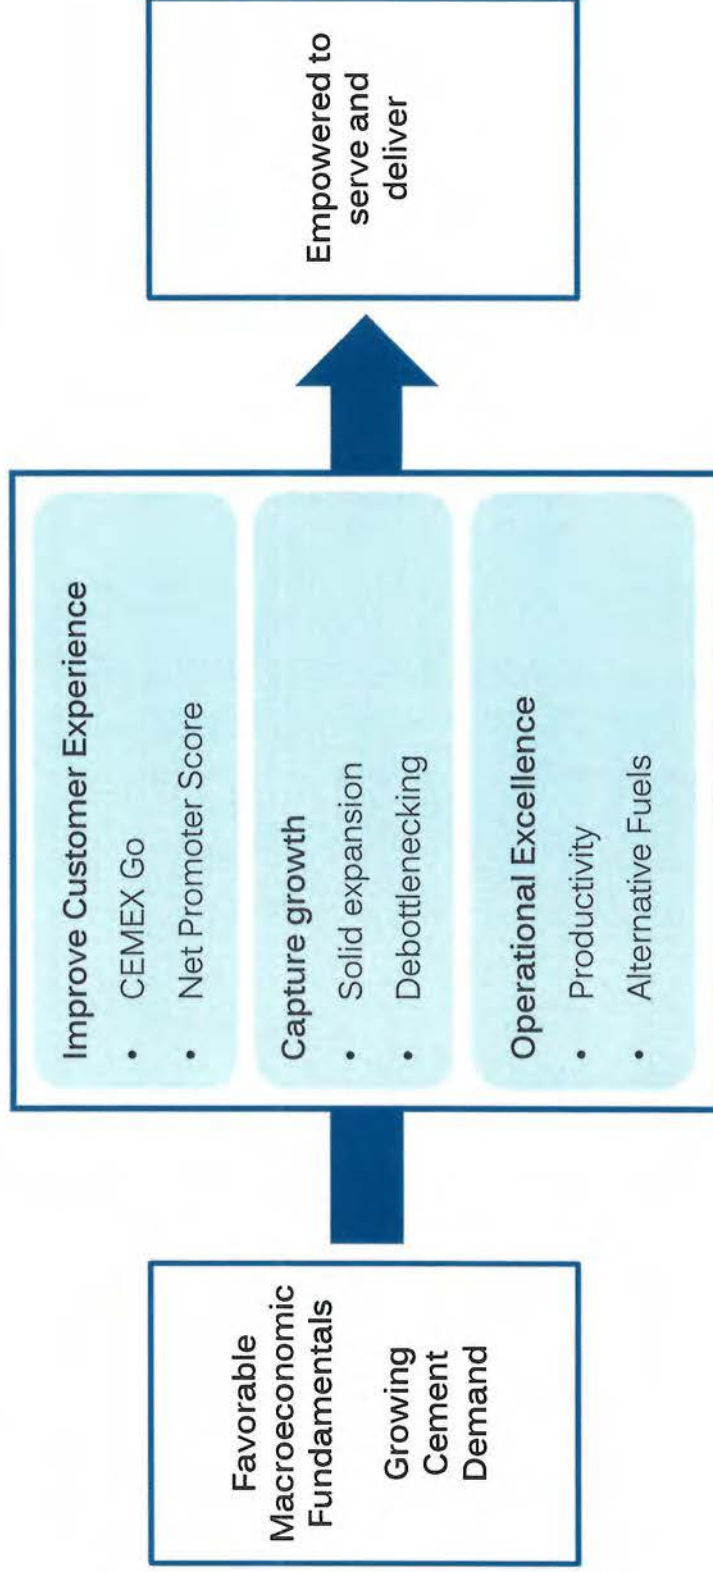 Favorable
Macroeconomic
Fundamentals
Growing
Cement
Demand
Improve Customer Experience
• CEMEX Go
• Net Promoter Score
Capture growth
• Solid expansion
• Debottlenecking
Operational Excellence
• Productivity
• Alternative Fuels
Empowered to
serve and
deliver